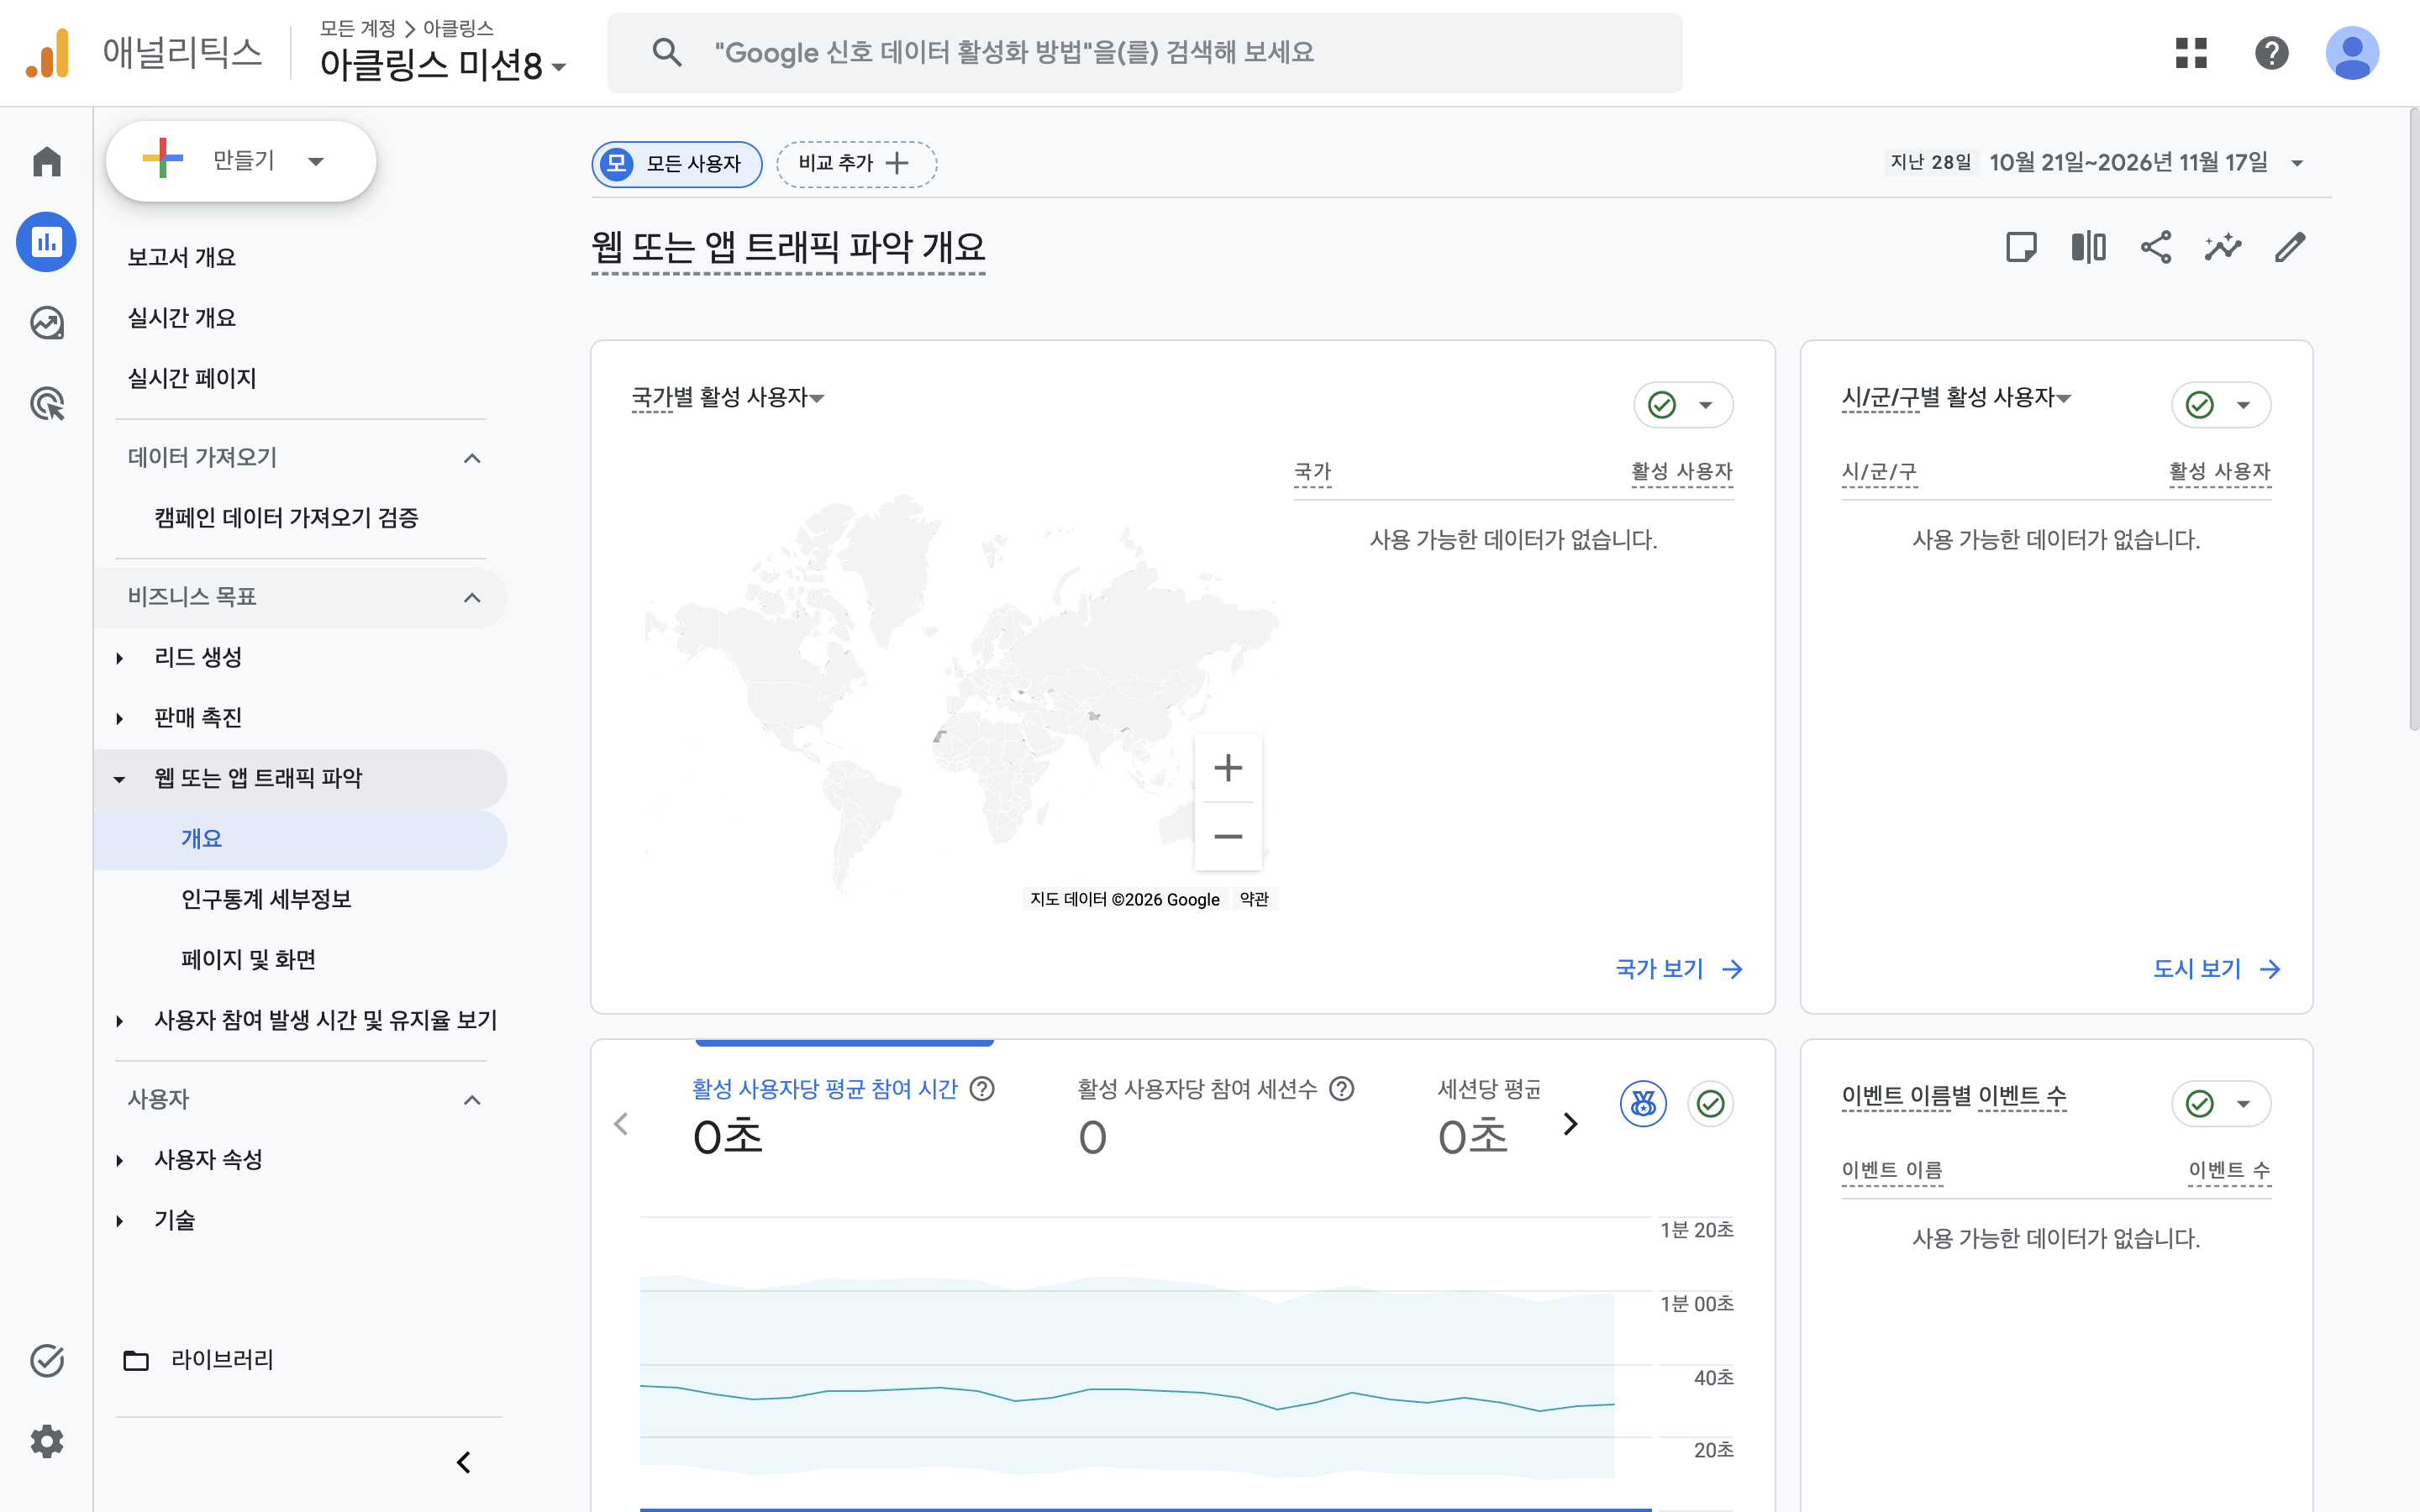 애널리틱스
모든 계정 > 아클링스
아클링스 미션8
"Google 신호 데이터 활성화 방법"을(를) 검색해 보세요
만들기
보고서 개요
실시간 개요
실시간 페이지
데이터 가져오기
캠페인 데이터 가져오기 검증
비즈니스 목표
리드 생성
판매 촉진
웹 또는 앱 트래픽 파악
개요
인구통계 세부정보
페이지 및 화면
사용자 참여 발생 시간 및 유지율 보기
사용자
사용자 속성
기술
라이브러리
모 모든 사용자
비교 추가
지난 28일 10월 21일~2026년 11월 17일
웹 또는 앱 트래픽 파악 개요
국가별 활성 사용자
국가 활성 사용자
사용 가능한 데이터가 없습니다.
지도 데이터 ©2026 Google 약관
국가 보기
시/군/구별 활성 사용자
시/군/구 활성 사용자
사용 가능한 데이터가 없습니다.
도시 보기
활성 사용자당 평균 참여 시간
0초
활성 사용자당 참여 세션수
0
세션당 평균
0초
1분 20초
1분 00초
40초
20초
이벤트 이름별 이벤트 수
이벤트 이름 이벤트 수
사용 가능한 데이터가 없습니다.